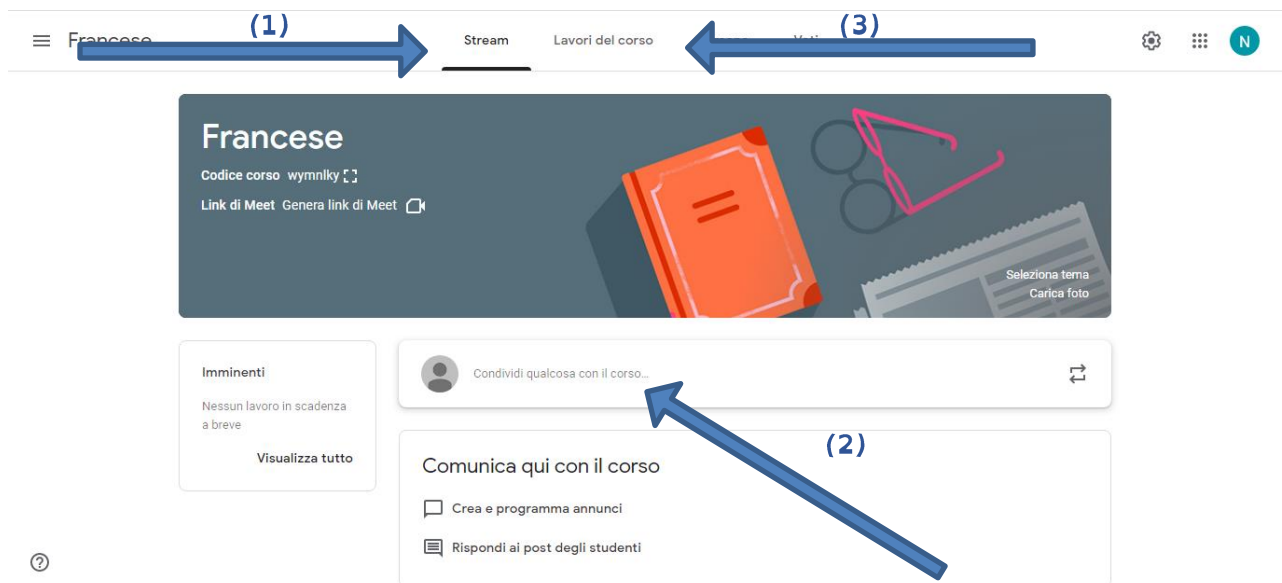 (1)
(3)
Francese
Stream
Lavori del corso
Voti
N
Francese
Codice corso wymnlky
Link di Meet Genera link di Meet
Seleziona tema
Carica foto
Imminenti
Nessun lavoro in scadenza
a breve
Visualizza tutto
Condividi qualcosa con il corso...
(2)
Comunica qui con il corso
Crea e programma annunci
Rispondi ai post degli studenti